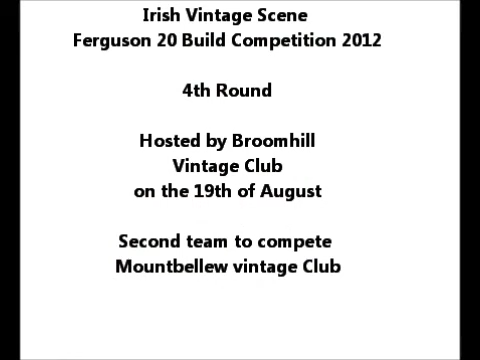 Irish Vintage Scene
Ferguson 20 Build Competition 2012
4th Round
Hosted by Broomhill
Vintage Club
on the 19th of August
Second team to compete
Mountbellew vintage Club